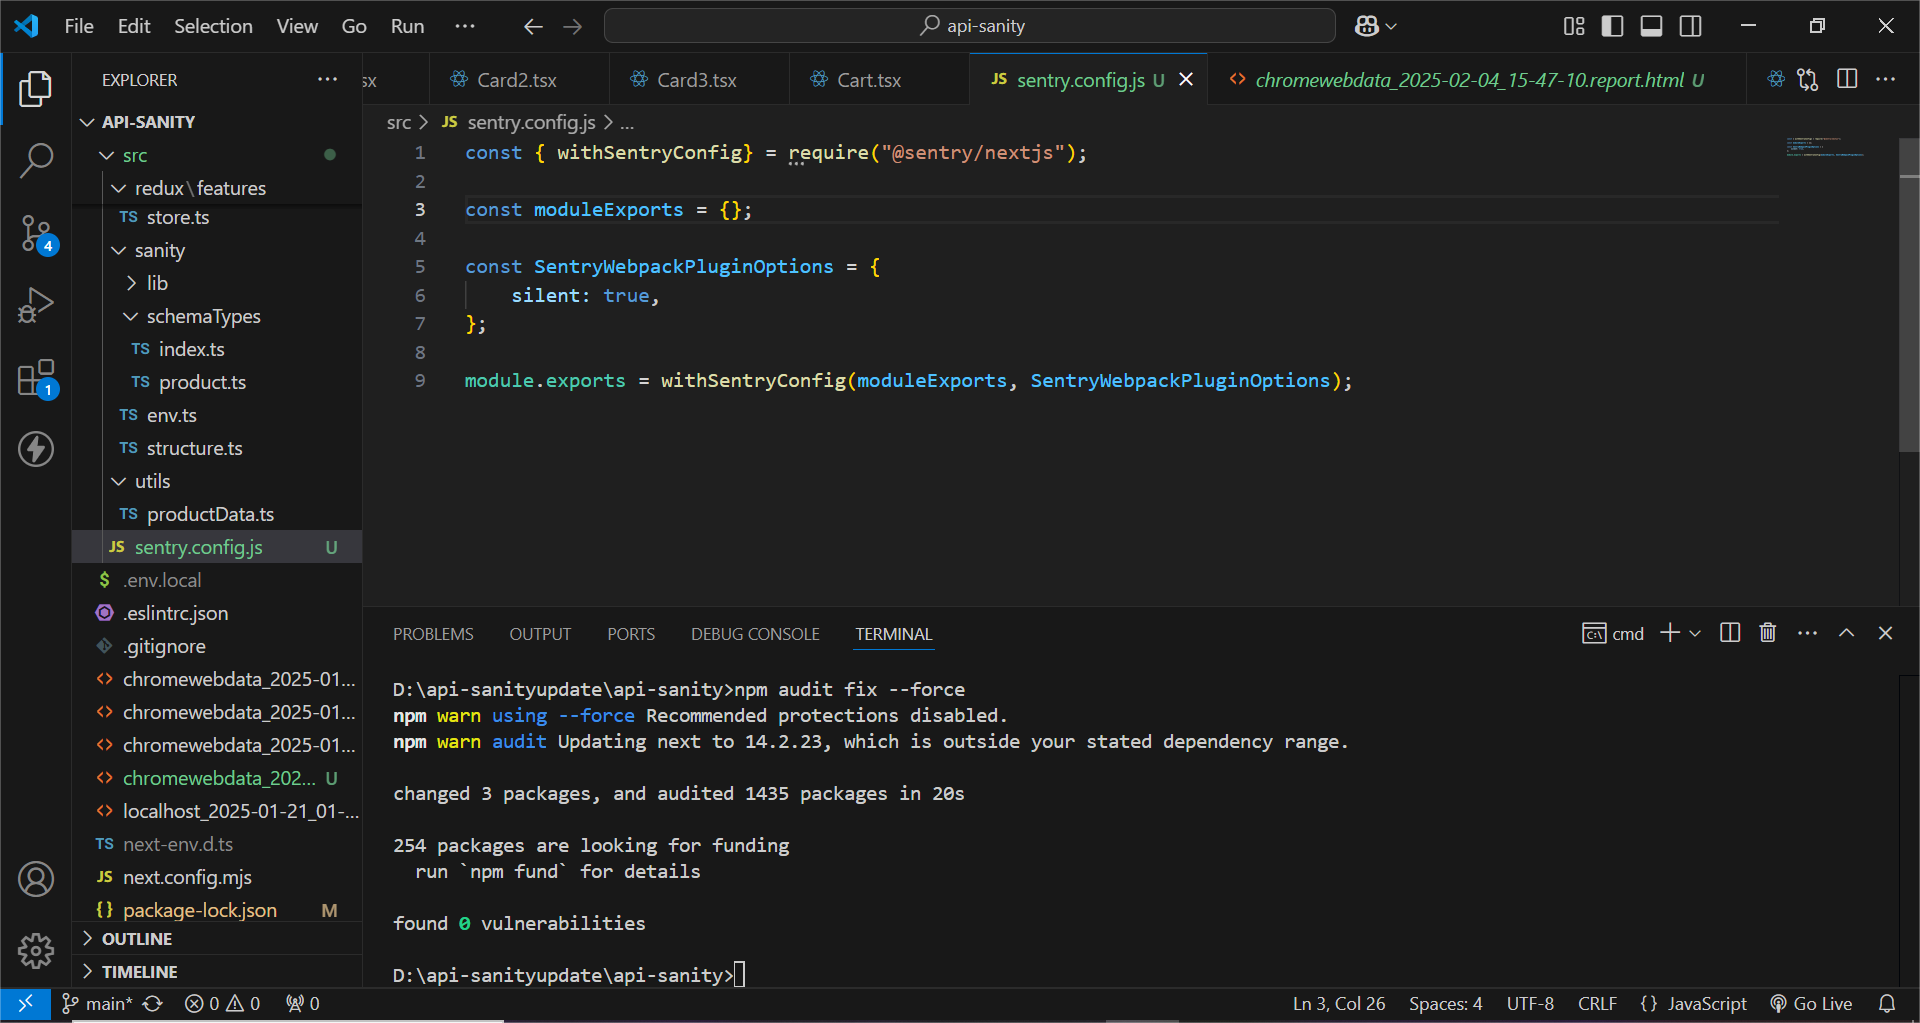 File Edit Selection View Go Run ··· api-sanity
EXPLORER ···
API-SANITY
src
redux\features
TS store.ts
sanity
lib
schemaTypes
TS index.ts
TS product.ts
TS env.ts
TS structure.ts
utils
TS productData.ts
JS sentry.config.js U
$ .env.local
.eslintrc.json
.gitignore
<> chromewebdata_2025-01...
<> chromewebdata_2025-01...
<> chromewebdata_2025-01...
<> chromewebdata_202... U
<> localhost_2025-01-21_01-...
TS next-env.d.ts
JS next.config.mjs
{} package-lock.json M
OUTLINE
TIMELINE
4
1
sx Card2.tsx Card3.tsx Cart.tsx JS sentry.config.js U <> chromewebdata_2025-02-04_15-47-10.report.html U
src > JS sentry.config.js > ...
1 const { withSentryConfig} = require("@sentry/nextjs");
2
3 const moduleExports = {};
4
5 const SentryWebpackPluginOptions = {
6 silent: true,
7 };
8
9 module.exports = withSentryConfig(moduleExports, SentryWebpackPluginOptions);
PROBLEMS OUTPUT PORTS DEBUG CONSOLE TERMINAL cmd
D:\api-sanityupdate\api-sanity>npm audit fix --force
npm warn using --force Recommended protections disabled.
npm warn audit Updating next to 14.2.23, which is outside your stated dependency range.
changed 3 packages, and audited 1435 packages in 20s
254 packages are looking for funding
run `npm fund` for details
found 0 vulnerabilities
D:\api-sanityupdate\api-sanity>
main* 0 0 0 Ln 3, Col 26 Spaces: 4 UTF-8 CRLF {} JavaScript Go Live